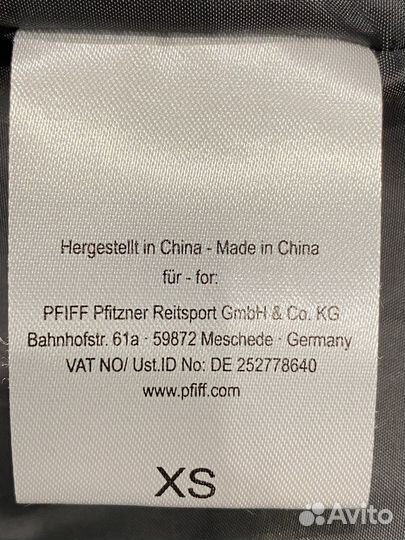 Hergestellt in China - Made in China
für - for:
PFIFF Pfitzner Reitsport GmbH & Co. KG
Bahnhofstr. 61a · 59872 Meschede · Germany
VAT NO/ Ust.ID No: DE 252778640
www.pfiff.com
XS
Avito